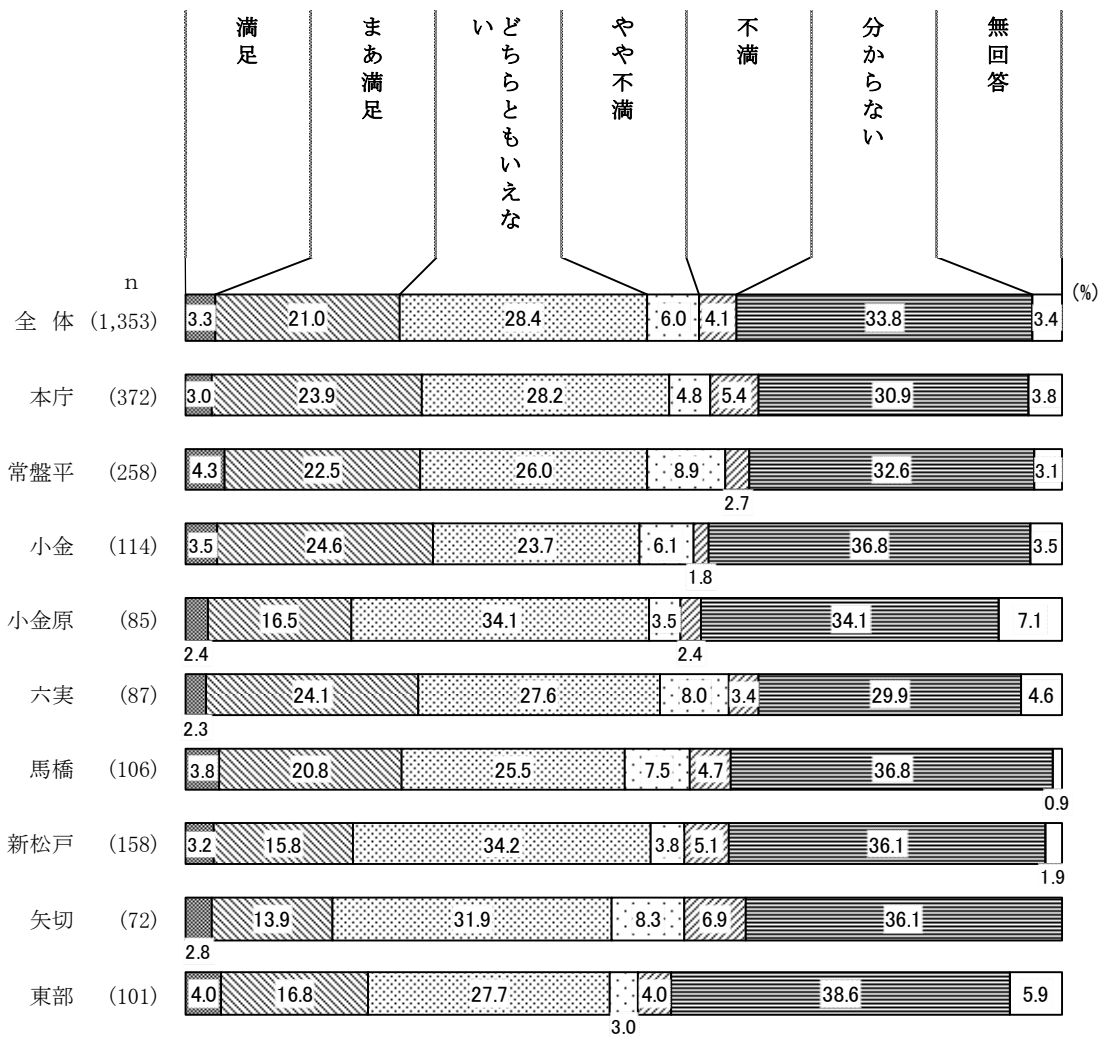 満足
まあ満足
どちらともいえな
い
やや不満
不満
分からない
無回答
n
(%)
全 体 (1,353) 3.3 21.0 28.4 6.0 4.1 33.8 3.4
本庁 (372) 3.0 23.9 28.2 4.8 5.4 30.9 3.8
常盤平 (258) 4.3 22.5 26.0 8.9 32.6 3.1
2.7
小金 (114) 3.5 24.6 23.7 6.1 36.8 3.5
1.8
小金原 (85) 16.5 34.1 3.5 34.1 7.1
2.4 2.4
六実 (87) 24.1 27.6 8.0 3.4 29.9 4.6
2.3
馬橋 (106) 3.8 20.8 25.5 7.5 4.7 36.8
0.9
新松戸 (158) 3.2 15.8 34.2 3.8 5.1 36.1
1.9
矢切 (72) 13.9 31.9 8.3 6.9 36.1
2.8
東部 (101) 4.0 16.8 27.7 4.0 38.6 5.9
3.0